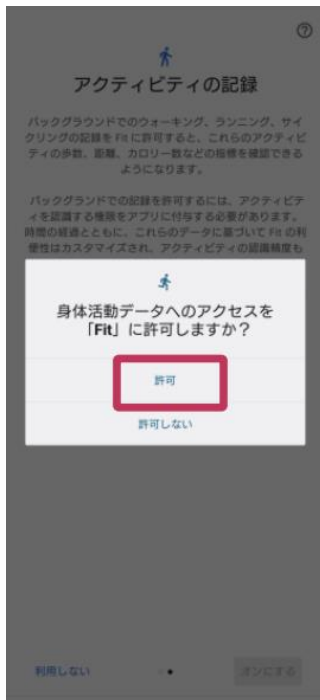 アクティビティの記録
バックグラウンドでのウォーキング、ランニング、サイ
クリングの記録を Fit に許可すると、これらのアクティビ
ティの歩数、距離、カロリー数などの指標を確認できる
ようになります。
バックグランドでの記録を許可するには、アクティビテ
ィを認識する権限をアプリに付与する必要があります。
時間の経過とともに、これらのデータに基づいて Fit の利
便性はカスタマイズされ、アクティビティの認識精度も
身体活動データへのアクセスを
「Fit」に許可しますか？
許可
許可しない
利用しない
オンにする